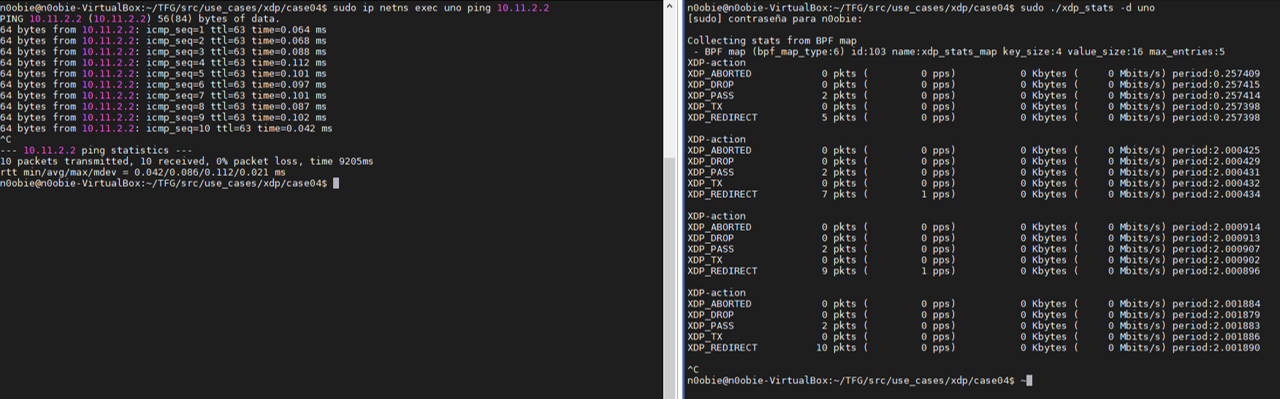 n0obie@n0obie-VirtualBox:~/TFG/src/use_cases/xdp/case04$ sudo ip netns exec uno ping 10.11.2.2
PING 10.11.2.2 (10.11.2.2) 56(84) bytes of data.
64 bytes from 10.11.2.2: icmp_seq=1 ttl=63 time=0.064 ms
64 bytes from 10.11.2.2: icmp_seq=2 ttl=63 time=0.068 ms
64 bytes from 10.11.2.2: icmp_seq=3 ttl=63 time=0.088 ms
64 bytes from 10.11.2.2: icmp_seq=4 ttl=63 time=0.112 ms
64 bytes from 10.11.2.2: icmp_seq=5 ttl=63 time=0.101 ms
64 bytes from 10.11.2.2: icmp_seq=6 ttl=63 time=0.097 ms
64 bytes from 10.11.2.2: icmp_seq=7 ttl=63 time=0.101 ms
64 bytes from 10.11.2.2: icmp_seq=8 ttl=63 time=0.087 ms
64 bytes from 10.11.2.2: icmp_seq=9 ttl=63 time=0.102 ms
64 bytes from 10.11.2.2: icmp_seq=10 ttl=63 time=0.042 ms
^C
--- 10.11.2.2 ping statistics ---
10 packets transmitted, 10 received, 0% packet loss, time 9205ms
rtt min/avg/max/mdev = 0.042/0.086/0.112/0.021 ms
n0obie@n0obie-VirtualBox:~/TFG/src/use_cases/xdp/case04$
n0obie@n0obie-VirtualBox:~/TFG/src/use_cases/xdp/case04$ sudo ./xdp_stats -d uno
[sudo] contraseña para n0obie:
Collecting stats from BPF map
- BPF map (bpf_map_type:6) id:103 name:xdp_stats_map key_size:4 value_size:16 max_entries:5
XDP-action
XDP_ABORTED 0 pkts ( 0 pps) 0 Kbytes ( 0 Mbits/s) period:0.257409
XDP_DROP 0 pkts ( 0 pps) 0 Kbytes ( 0 Mbits/s) period:0.257415
XDP_PASS 2 pkts ( 0 pps) 0 Kbytes ( 0 Mbits/s) period:0.257414
XDP_TX 0 pkts ( 0 pps) 0 Kbytes ( 0 Mbits/s) period:0.257398
XDP_REDIRECT 5 pkts ( 0 pps) 0 Kbytes ( 0 Mbits/s) period:0.257398
XDP-action
XDP_ABORTED 0 pkts ( 0 pps) 0 Kbytes ( 0 Mbits/s) period:2.000425
XDP_DROP 0 pkts ( 0 pps) 0 Kbytes ( 0 Mbits/s) period:2.000429
XDP_PASS 2 pkts ( 0 pps) 0 Kbytes ( 0 Mbits/s) period:2.000431
XDP_TX 0 pkts ( 0 pps) 0 Kbytes ( 0 Mbits/s) period:2.000432
XDP_REDIRECT 7 pkts ( 1 pps) 0 Kbytes ( 0 Mbits/s) period:2.000434
XDP-action
XDP_ABORTED 0 pkts ( 0 pps) 0 Kbytes ( 0 Mbits/s) period:2.000914
XDP_DROP 0 pkts ( 0 pps) 0 Kbytes ( 0 Mbits/s) period:2.000913
XDP_PASS 2 pkts ( 0 pps) 0 Kbytes ( 0 Mbits/s) period:2.000907
XDP_TX 0 pkts ( 0 pps) 0 Kbytes ( 0 Mbits/s) period:2.000902
XDP_REDIRECT 9 pkts ( 1 pps) 0 Kbytes ( 0 Mbits/s) period:2.000896
XDP-action
XDP_ABORTED 0 pkts ( 0 pps) 0 Kbytes ( 0 Mbits/s) period:2.001884
XDP_DROP 0 pkts ( 0 pps) 0 Kbytes ( 0 Mbits/s) period:2.001879
XDP_PASS 2 pkts ( 0 pps) 0 Kbytes ( 0 Mbits/s) period:2.001883
XDP_TX 0 pkts ( 0 pps) 0 Kbytes ( 0 Mbits/s) period:2.001886
XDP_REDIRECT 10 pkts ( 0 pps) 0 Kbytes ( 0 Mbits/s) period:2.001890
^C
n0obie@n0obie-VirtualBox:~/TFG/src/use_cases/xdp/case04$ ~